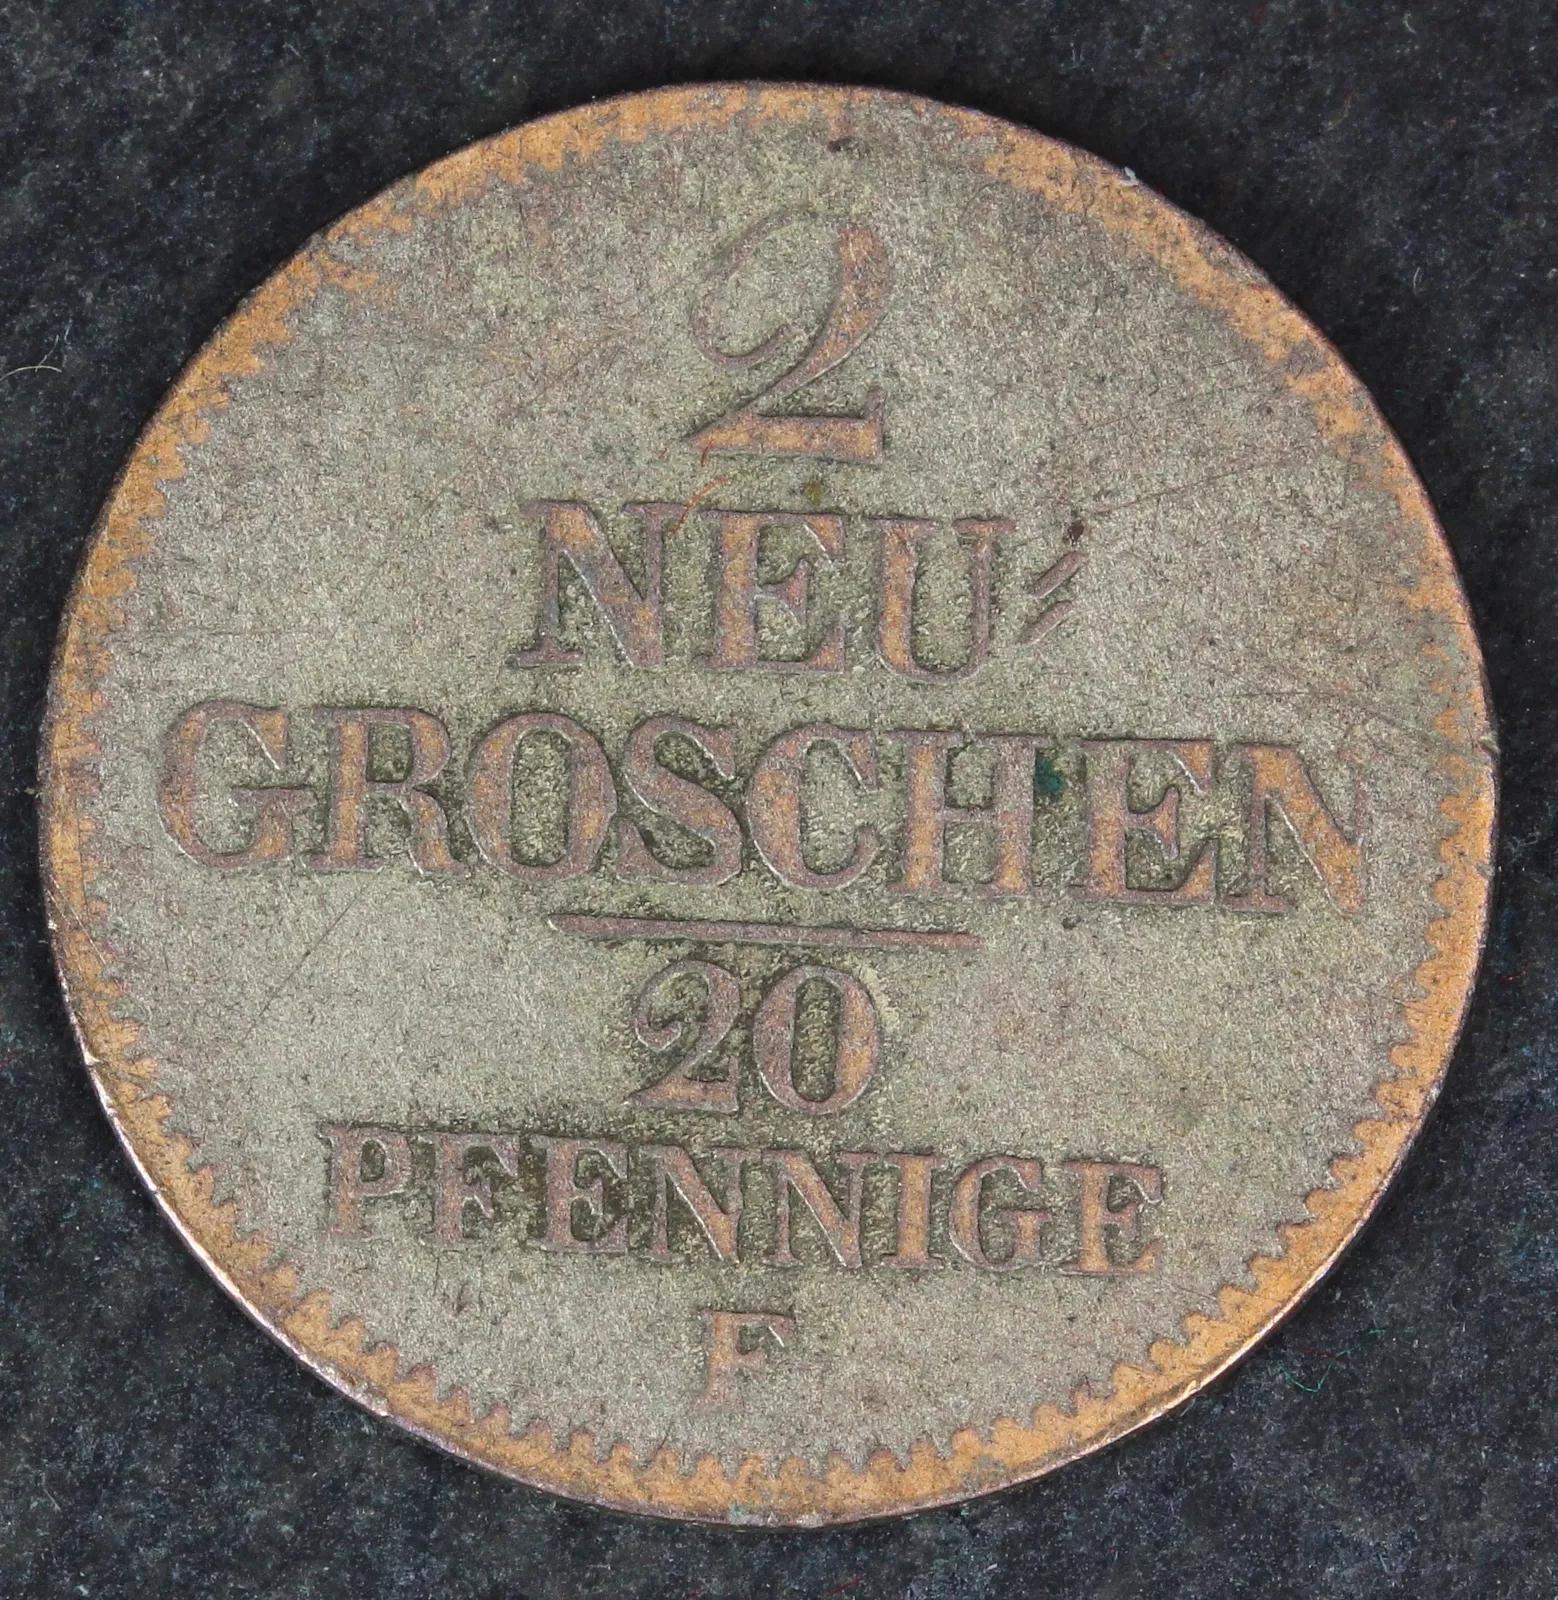 2
NEU=
GROSCHEN
20
PFENNIGE
F